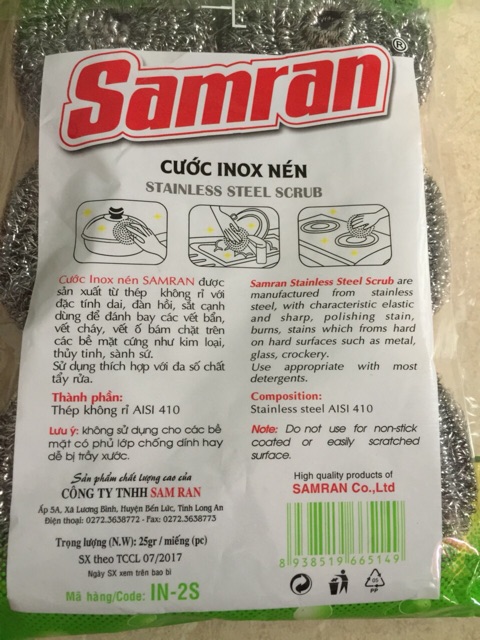 Samran®
CƯỚC INOX NÉN
STAINLESS STEEL SCRUB
Cước Inox nén SAMRAN được
sản xuất từ thép không rỉ với
đặc tính dai, đàn hồi, sắt cạnh
dùng để đánh bay các vết bẩn,
vết cháy, vết ố bám chặt trên
các bề mặt cứng như kim loại,
thủy tinh, sành sứ.
Sử dụng thích hợp với đa số chất
tẩy rửa.
Thành phần:
Thép không rỉ AISI 410
Lưu ý: không sử dụng cho các bề
mặt có phủ lớp chống dính hay
dễ bị trầy xước.
Samran Stainless Steel Scrub are
manufactured from stainless
steel, with characteristic elastic
and sharp, polishing stain,
burns, stains which froms hard
on hard surfaces such as metal,
glass, crockery.
Use appropriate with most
detergents.
Composition:
Stainless steel AISI 410
Note: Do not use for non-stick
coated or easily scratched
surface.
Sản phẩm chất lượng cao của
CÔNG TY TNHH SAM RAN
Ấp 5A, Xã Lương Bình, Huyện Bến Lức, Tỉnh Long An
Điện thoại: 0272.3638772 - Fax: 0272.3638773
Trọng lượng (N.W): 25gr / miếng (pc)
SX theo TCCL 07/2017
Ngày SX xem trên bao bì
Mã hàng/Code: IN-2S
High quality products of
SAMRAN Co.,Ltd
8 938519 665149
05
PP